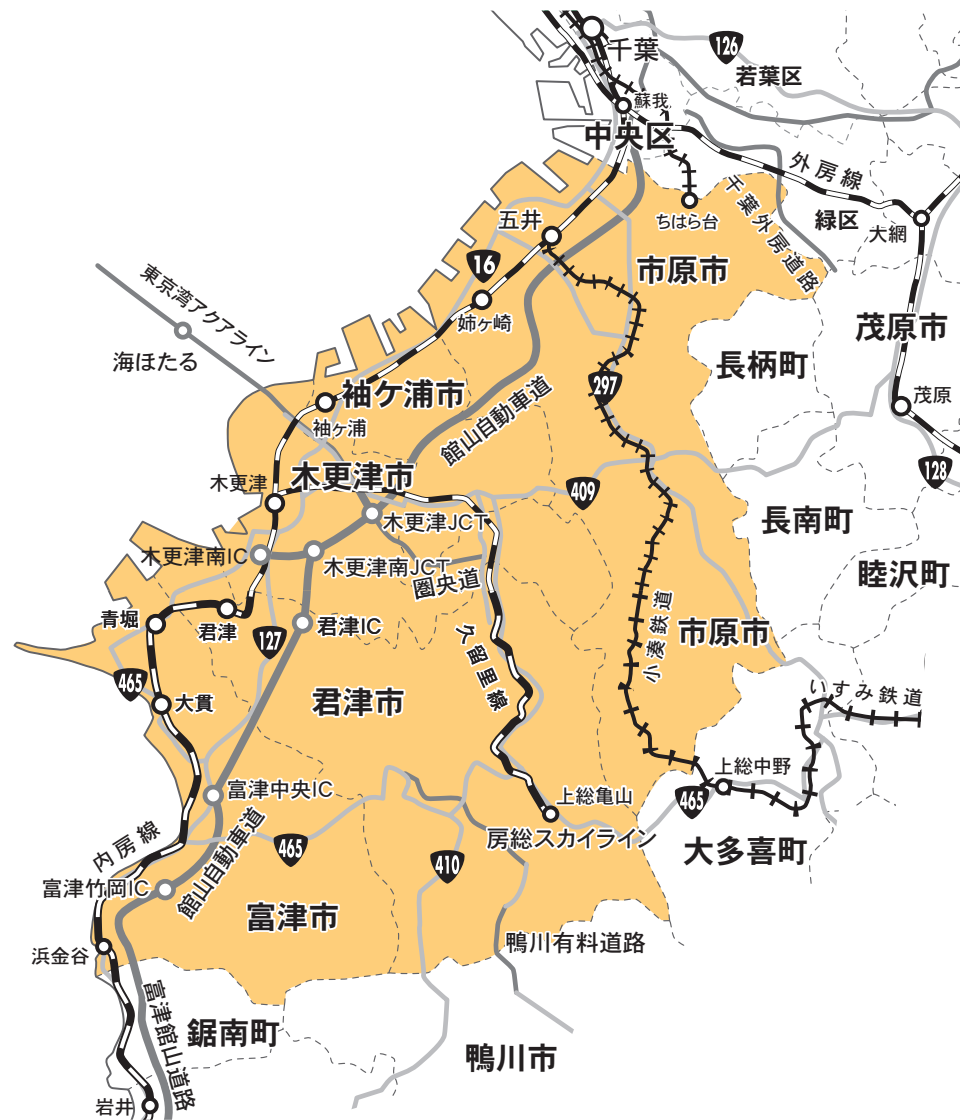 千葉
126
若葉区
蘇我
中央区
外房線
千葉外房道路
ちはら台
緑区
大網
五井
16
市原市
東京湾アクアライン
姉ヶ崎
海ほたる
茂原市
長柄町
297
袖ケ浦市
茂原
袖ヶ浦
館山自動車道
128
木更津市
木更津
409
木更津JCT
長南町
木更津南IC
木更津南JCT
圏央道
睦沢町
青堀
君津
君津IC
127
久留里線
小湊鉄道
市原市
465
大貫
君津市
いすみ鉄道
上総中野
富津中央IC
上総亀山
465
内房線
館山自動車道
465
房総スカイライン
大多喜町
410
富津竹岡IC
富津市
鴨川有料道路
浜金谷
富津館山道路
鋸南町
鴨川市
岩井